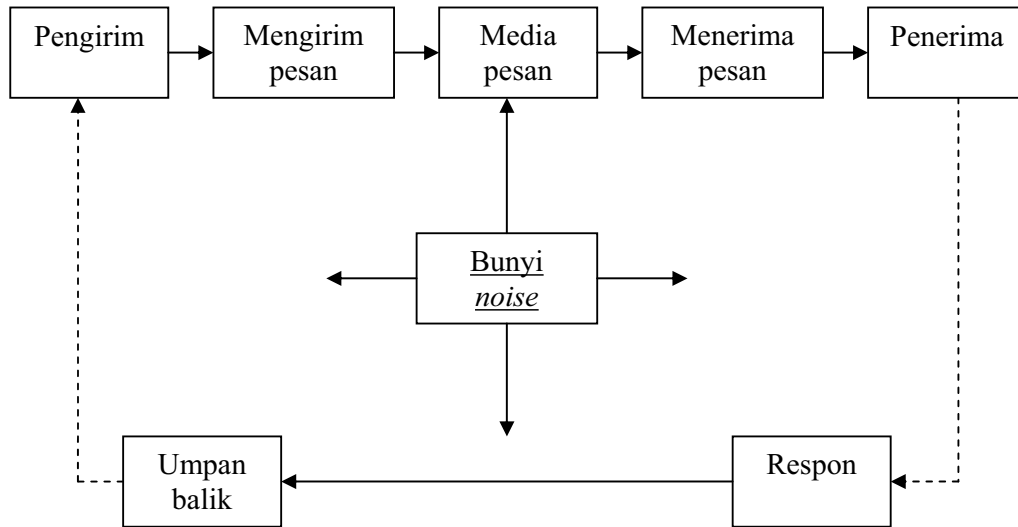 Pengirim
Mengirim
pesan
Media
pesan
Menerima
pesan
Penerima
Bunyi
noise
Umpan
balik
Respon